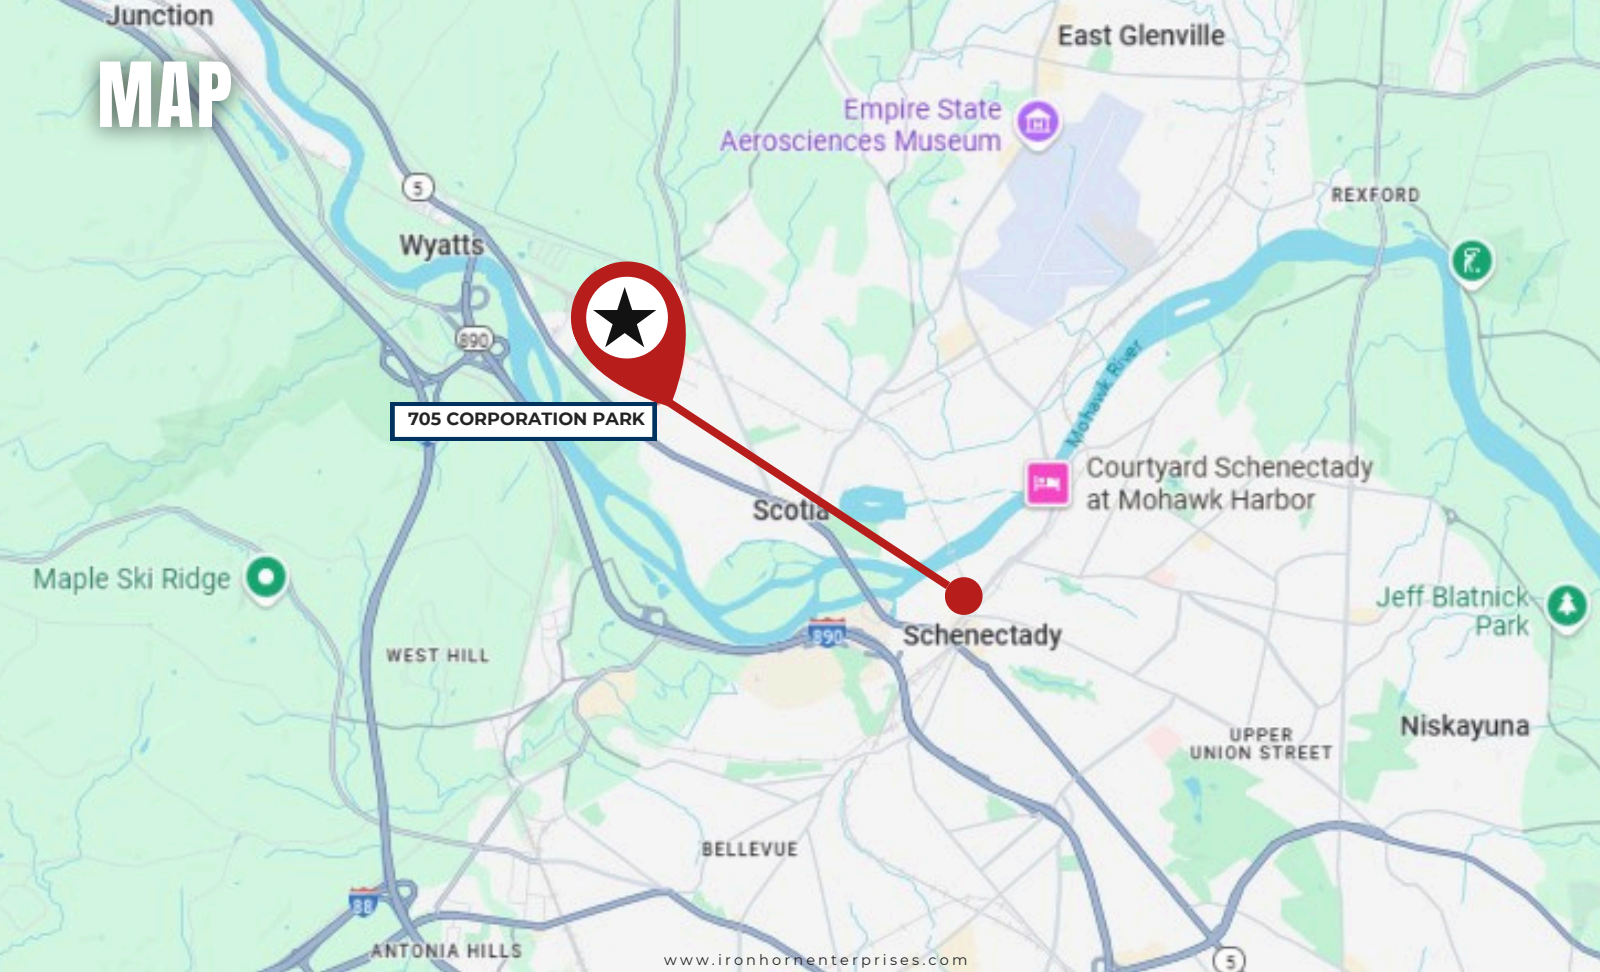 Junction
East Glenville
MAP
Empire State
Aerosciences Museum
5
REXFORD
Wyatts
890
705 CORPORATION PARK
Mohawk River
Courtyard Schenectady
at Mohawk Harbor
Scotia
Maple Ski Ridge
Jeff Blatnick
Park
890
Schenectady
WEST HILL
Niskayuna
UPPER
UNION STREET
BELLEVUE
88
ANTONIA HILLS
www.ironhornenterprises.com
5